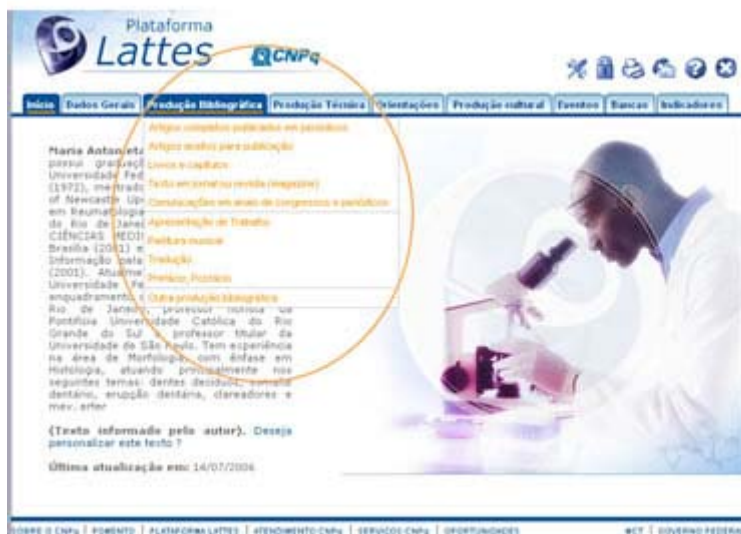 Plataforma
Lattes
CNPq
Início Dados Gerais Produção Bibliográfica Produção Técnica Orientações Produção cultural Eventos Bancas Indicadores
Artigos completos publicados em periódicos
Artigos aceitos para publicação
Livros e capítulos
Texto em jornal ou revista (magazine)
Comunicações em anais de congressos e periódicos
Apresentação de Trabalho
Partitura musical
Tradução
Prefácio, Posfácio
Outra produção bibliográfica
Maria Antonieta
possui graduaç
Universidade Fed
(1972), mestrado
of Newcastle Upo
em Reumatologia
do Rio de Janei
CIÊNCIAS MÉDI
Brasília (2001) e
Informação pela
(2001). Atualme
Universidade Fe
enquadramento
Rio de Janeiro, professor
Pontifícia Universidade Católica do Rio
Grande do Sul e professor titular da
Universidade de São Paulo. Tem experiência
na área de Morfologia, com ênfase em
Histologia, atuando principalmente nos
seguintes temas: dentes decíduos,
dentário, erupção dentária, clareadores e
mev. arter
(Texto informado pelo autor). Deseja
personalizar este texto ?
Última atualização em: 14/07/2006
SOBRE O CNPq | FOMENTO | PLATAFORMA LATTES | ATENDIMENTO CNPq | SERVIÇOS CNPq | OPORTUNIDADES MCT | GOVERNO FEDERA